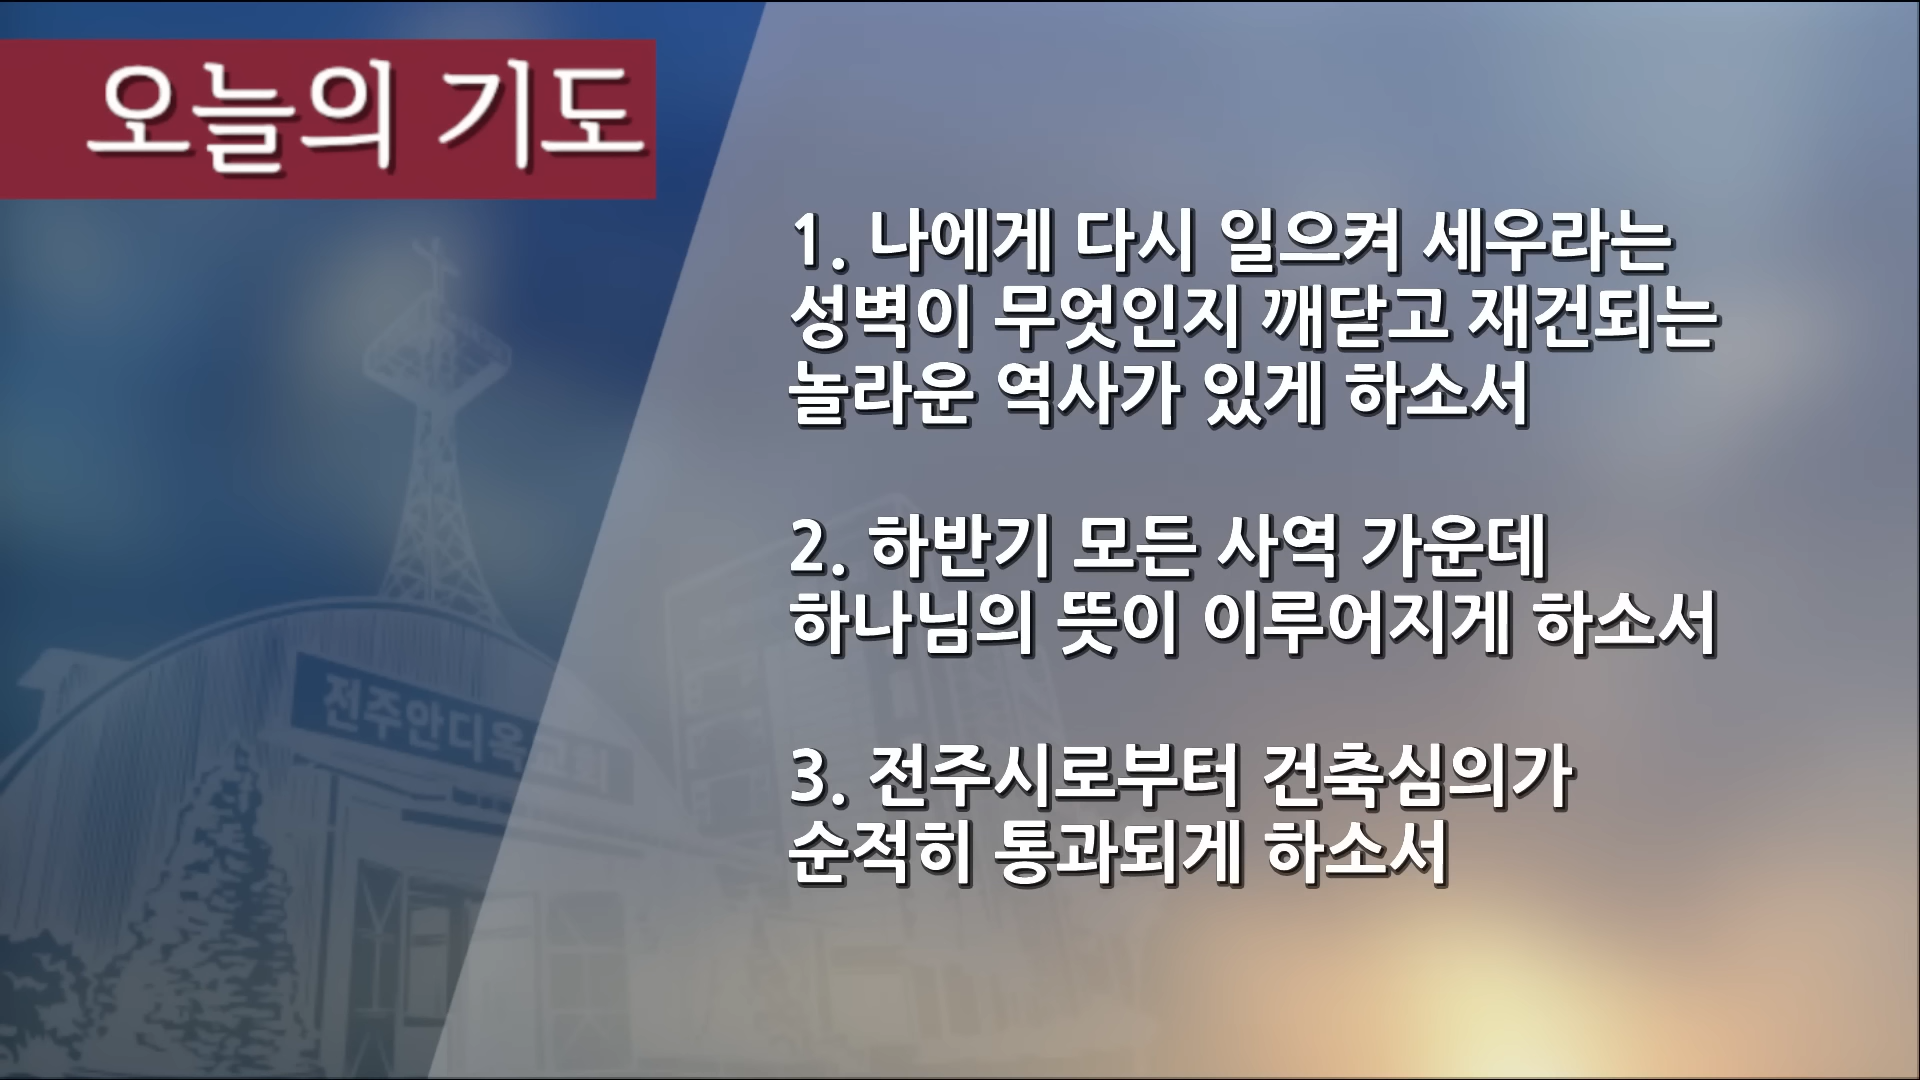 오늘의 기도
1. 나에게 다시 일으켜 세우라는
성벽이 무엇인지 깨닫고 재건되는
놀라운 역사가 있게 하소서
2. 하반기 모든 사역 가운데
하나님의 뜻이 이루어지게 하소서
3. 전주시로부터 건축심의가
순적히 통과되게 하소서
전주안디옥교회